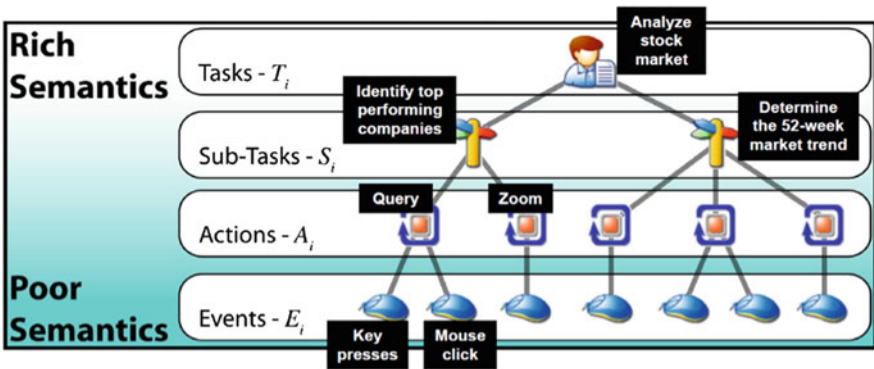 Rich
Semantics
Tasks - Tᵢ
Analyze
stock
market
Identify top
performing
companies
Determine
the 52-week
market trend
Sub-Tasks - Sᵢ
Query
Zoom
Actions - Aᵢ
Poor
Semantics
Events - Eᵢ
Key
presses
Mouse
click